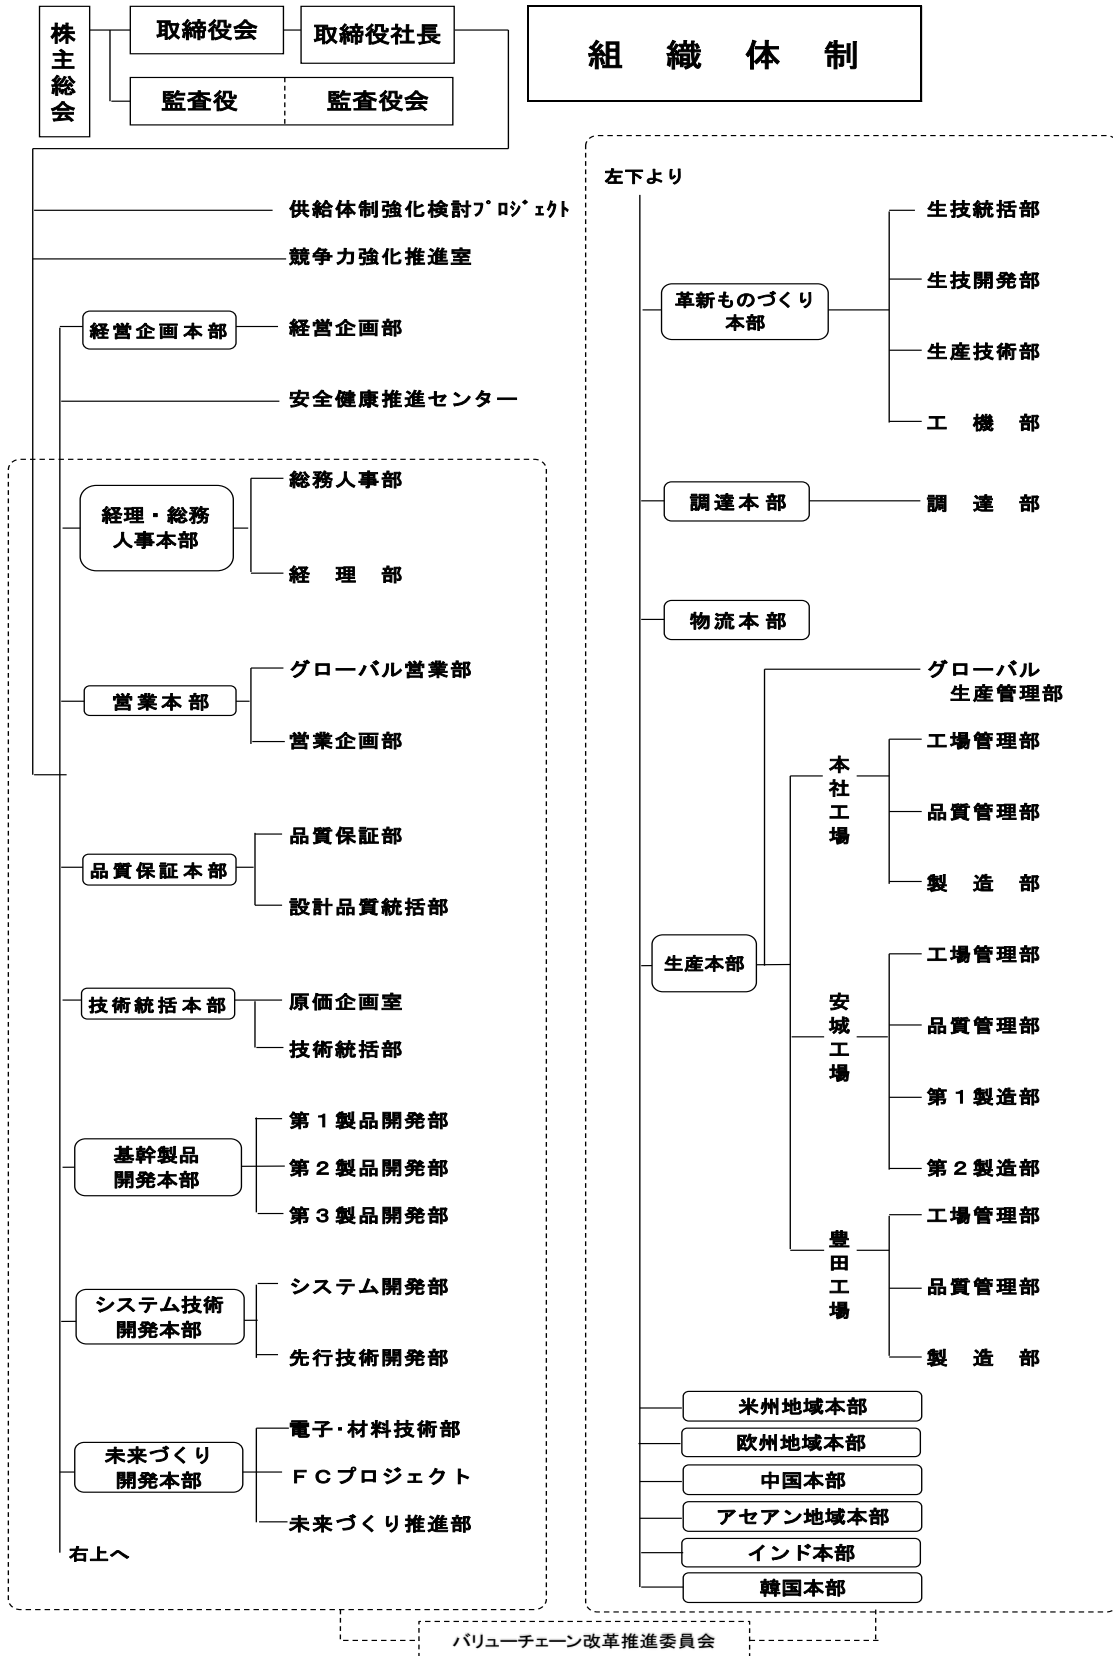 株主総会
取締役会
取締役社長
監査役
監査役会
組織体制
供給体制強化検討ﾌﾟﾛｼﾞｪｸﾄ
競争力強化推進室
経営企画本部
経営企画部
安全健康推進センター
経理・総務
人事本部
総務人事部
経理部
営業本部
グローバル営業部
営業企画部
品質保証本部
品質保証部
設計品質統括部
技術統括本部
原価企画室
技術統括部
基幹製品
開発本部
第１製品開発部
第２製品開発部
第３製品開発部
システム技術
開発本部
システム開発部
先行技術開発部
未来づくり
開発本部
電子・材料技術部
ＦＣプロジェクト
未来づくり推進部
右上へ
左下より
革新ものづくり
本部
生技統括部
生技開発部
生産技術部
工機部
調達本部
調達部
物流本部
生産本部
グローバル
生産管理部
本社工場
工場管理部
品質管理部
製造部
安城工場
工場管理部
品質管理部
第１製造部
第２製造部
豊田工場
工場管理部
品質管理部
製造部
米州地域本部
欧州地域本部
中国本部
アセアン地域本部
インド本部
韓国本部
バリューチェーン改革推進委員会